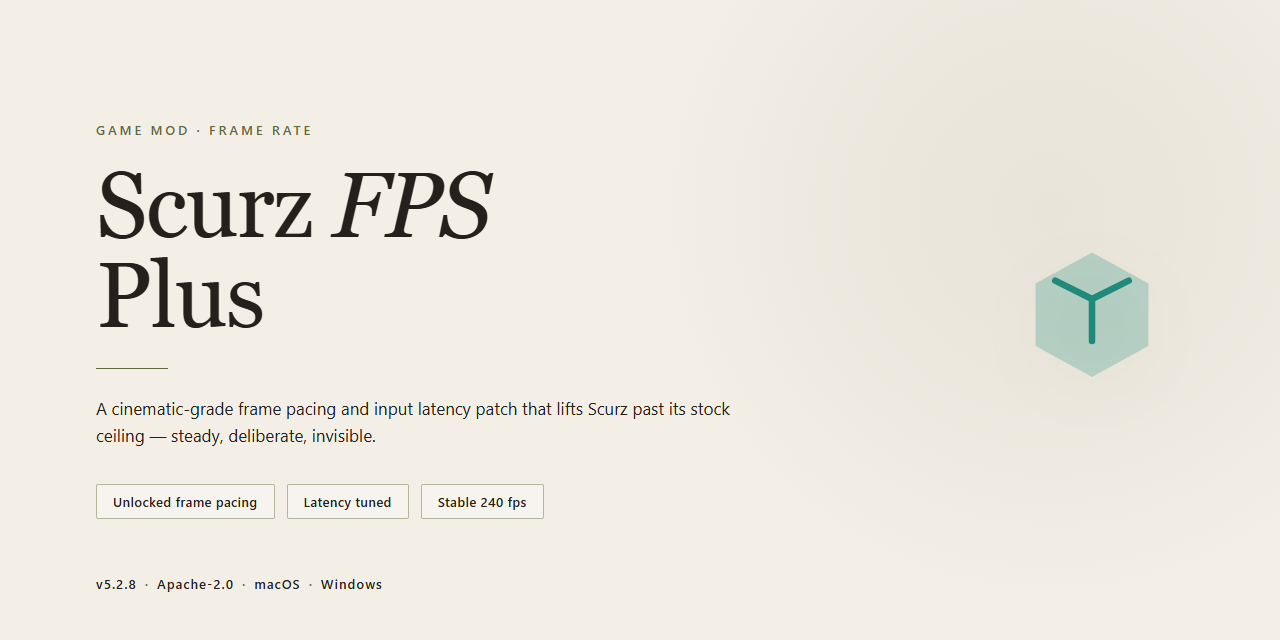 GAME MOD · FRAME RATE
Scurz FPS
Plus
A cinematic-grade frame pacing and input latency patch that lifts Scurz past its stock
ceiling — steady, deliberate, invisible.
Unlocked frame pacing
Latency tuned
Stable 240 fps
v5.2.8 · Apache-2.0 · macOS · Windows